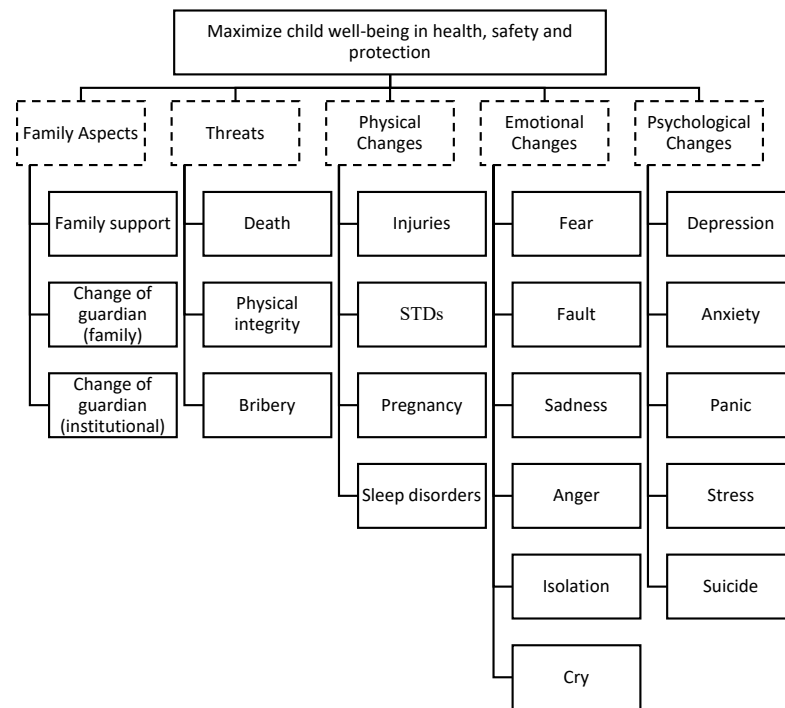 Maximize child well-being in health, safety and
protection
Family Aspects
Threats
Physical
Changes
Emotional
Changes
Psychological
Changes
Family support
Change of
guardian
(family)
Change of
guardian
(institutional)
Death
Physical
integrity
Bribery
Injuries
STDs
Pregnancy
Sleep disorders
Fear
Fault
Sadness
Anger
Isolation
Cry
Depression
Anxiety
Panic
Stress
Suicide